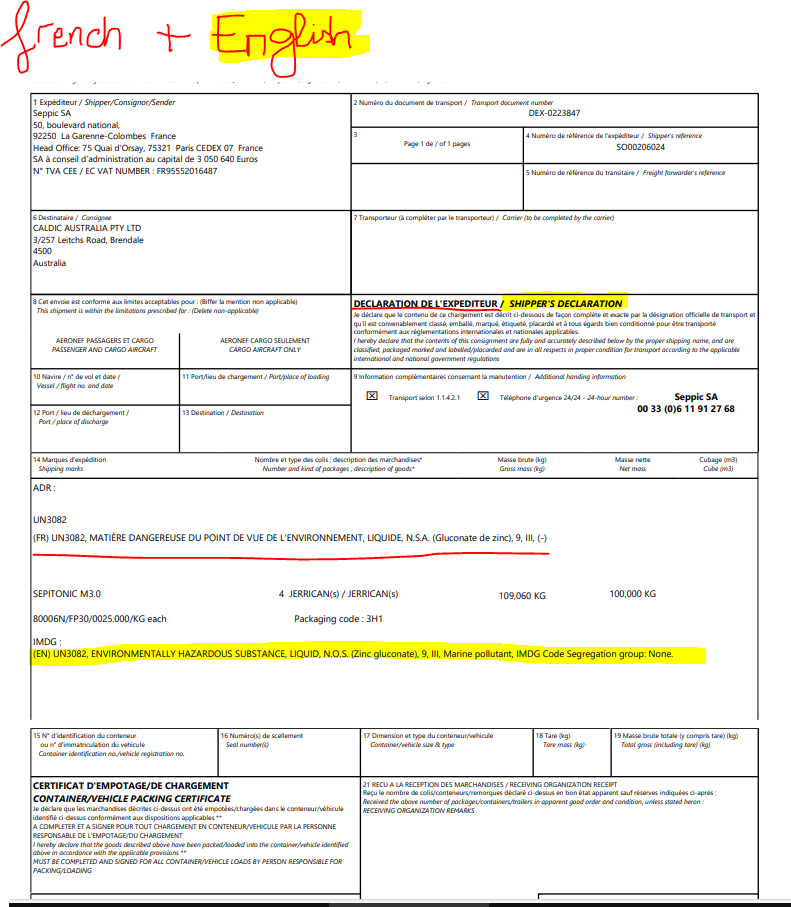 french + English
1 Expéditeur / Shipper/Consignor/Sender
Seppic SA
50, boulevard national,
92250 La Garenne-Colombes France
Head Office: 75 Quai d'Orsay, 75321 Paris CEDEX 07 France
SA à conseil d'administration au capital de 3 050 640 Euros
N° TVA CEE / EC VAT NUMBER : FR95552016487
2 Numéro du document de transport / Transport document number
DEX-0223847
3
Page 1 de / of 1 pages
4 Numéro de référence de l'expéditeur / Shipper's reference
SO00206024
5 Numéro de référence du transitaire / Freight forwarder's reference
6 Destinataire / Consignee
CALDIC AUSTRALIA PTY LTD
3/257 Leitchs Road, Brendale
4500
Australia
7 Transporteur (à compléter par le transporteur) / Carrier (to be completed by the carrier)
8 Cet envoie est conforme aux limites acceptables pour : (Biffer la mention non applicable)
This shipment is within the limitations prescribed for : (Delete non-applicable)
AERONEF PASSAGERS ET CARGO
PASSENGER AND CARGO AIRCRAFT
AERONEF CARGO SEULEMENT
CARGO AIRCRAFT ONLY
DECLARATION DE L'EXPEDITEUR / SHIPPER'S DECLARATION
Je déclare que le contenu de ce chargement est décrit ci-dessous de façon complète et exacte par la désignation officielle de transport et
qu'il est convenablement classé, emballé, marqué, étiqueté, placardé et à tous égards bien conditionné pour être transporté
conformément aux réglementations internationales et nationales applicables.
I hereby declare that the contents of this consignment are fully and accurately described below by the proper shipping name, and are
classified, packaged marked and labelled/placarded and are in all respects in proper condition for transport according to the applicable
international and national government regulations
10 Navire / n° de vol et date /
Vessel / flight no. and date
11 Port/lieu de chargement / Port/place of loading
9 Information complémentaires consernant la manutention / Additional handing information
☒ Transport selon 1.1.4.2.1 ☒ Téléphone d'urgence 24/24 - 24-hour number :
Seppic SA
00 33 (0)6 11 91 27 68
12 Port / lieu de déchargement /
Port / place of discharge
13 Destination / Destination
14 Marques d'expédition
Shipping marks
Nombre et type des colis ; description des marchandises*
Number and kind of packages ; description of goods*
Masse brute (kg)
Gross mass (kg)
Masse nette
Net mass
Cubage (m3)
Cube (m3)
ADR :
UN3082
(FR) UN3082, MATIÈRE DANGEREUSE DU POINT DE VUE DE L'ENVIRONNEMENT, LIQUIDE, N.S.A. (Gluconate de zinc), 9, III, (-)
SEPITONIC M3.0 4 JERRICAN(s) / JERRICAN(s) 109,060 KG 100,000 KG
80006N/FP30/0025.000/KG each Packaging code : 3H1
IMDG :
(EN) UN3082, ENVIRONMENTALLY HAZARDOUS SUBSTANCE, LIQUID, N.O.S. (Zinc gluconate), 9, III, Marine pollutant, IMDG Code Segregation group: None.
15 N° d'identification du conteneur
ou n° d'immatriculation du véhicule
Container identification no./vehicle registration no.
16 Numéro(s) de scellement
Seal number(s)
17 Dimension et type du conteneur/vehicule
Container/vehicle size & type
18 Tare (kg)
Tare mass (kg)
19 Masse brute totale (y compris tare) (kg)
Total gross (including tare) (kg)
CERTIFICAT D'EMPOTAGE/DE CHARGEMENT
CONTAINER/VEHICLE PACKING CERTIFICATE
Je déclare que les marchandises décrites ci-dessus ont été empotées/chargées dans le conteneur/véhicule
identifié ci-dessus conformément aux dispositions applicables **
A COMPLETER ET A SIGNER POUR TOUT CHARGEMENT EN CONTENEUR/VEHICULE PAR LA PERSONNE
RESPONSABLE DE L'EMPOTAGE/DU CHARGEMENT
I hereby declare that the goods described above have been packed/loaded into the container/vehicle identified
above in accordance with the applicable provisions **
MUST BE COMPLETED AND SIGNED FOR ALL CONTAINER/VEHICLE LOADS BY PERSON RESPONSIBLE FOR
PACKING/LOADING
21 RECU A LA RECEPTION DES MARCHANDISES / RECEIVING ORGANIZATION RECEIPT
Reçu le nombre de colis/conteneurs/remorques déclaré ci-dessus en bon état apparent sauf réserves indiquées ci-après :
Received the above number of packages/containers/trailers in apparent good order and condition, unless stated heron :
RECEIVING ORGANIZATION REMARKS